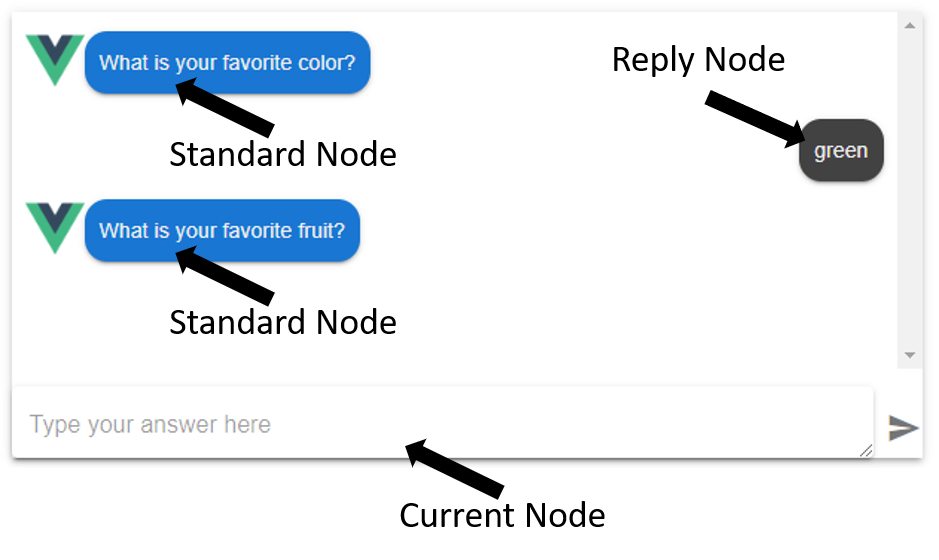 What is your favorite color?
Reply Node
Standard Node
green
What is your favorite fruit?
Standard Node
Type your answer here
Current Node